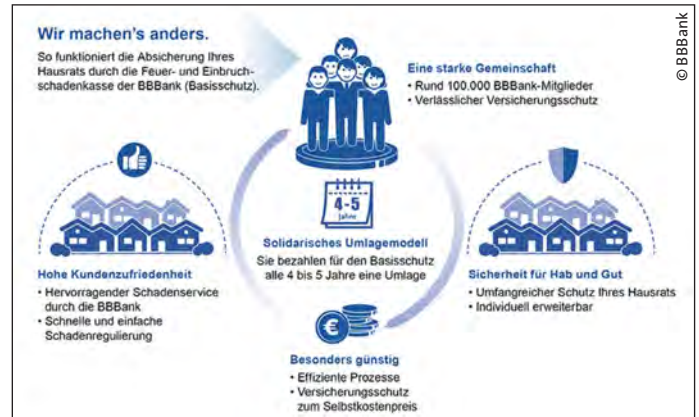 Wir machen's anders.
So funktioniert die Absicherung Ihres
Hausrats durch die Feuer- und Einbruch-
schadenkasse der BBBank (Basisschutz).
© BBBank
Eine starke Gemeinschaft
• Rund 100.000 BBBank-Mitglieder
• Verlässlicher Versicherungsschutz
4-5
Jahre
Solidarisches Umlagemodell
Sie bezahlen für den Basisschutz
alle 4 bis 5 Jahre eine Umlage
Hohe Kundenzufriedenheit
• Hervorragender Schadenservice
durch die BBBank
• Schnelle und einfache
Schadenregulierung
Sicherheit für Hab und Gut
• Umfangreicher Schutz Ihres Hausrats
• Individuell erweiterbar
€
Besonders günstig
• Effiziente Prozesse
• Versicherungsschutz
zum Selbstkostenpreis